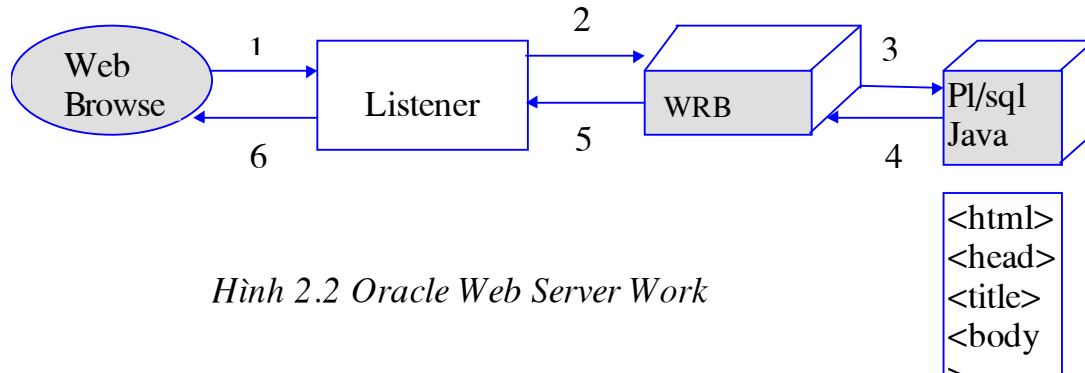 1
2
3
Web
Browse
Listener
WRB
Pl/sql
Java
6
5
4
<html>
<head>
<title>
<body
>
Hình 2.2 Oracle Web Server Work